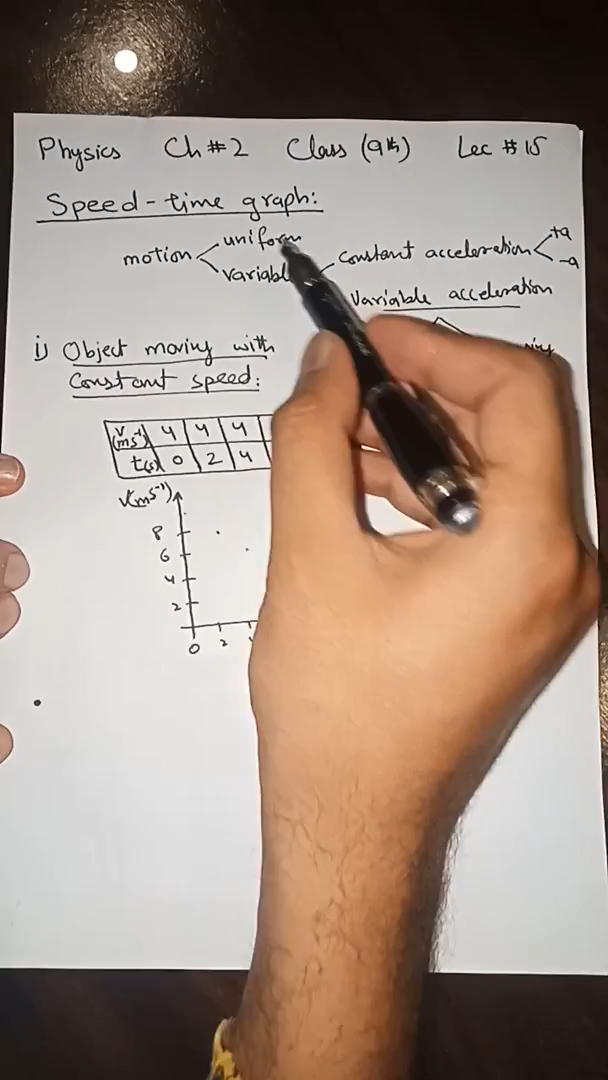 Physics Ch # 2 Class (9th) Lec # 15
Speed - time graph:
motion uniform
variable
constant acceleration +a
-a
Variable acceleration
i) Object moving with
Constant speed:
V (ms⁻¹) 4 4 4
t(s) 0 2 4
V(ms⁻¹)
8
6
4
2
0 2